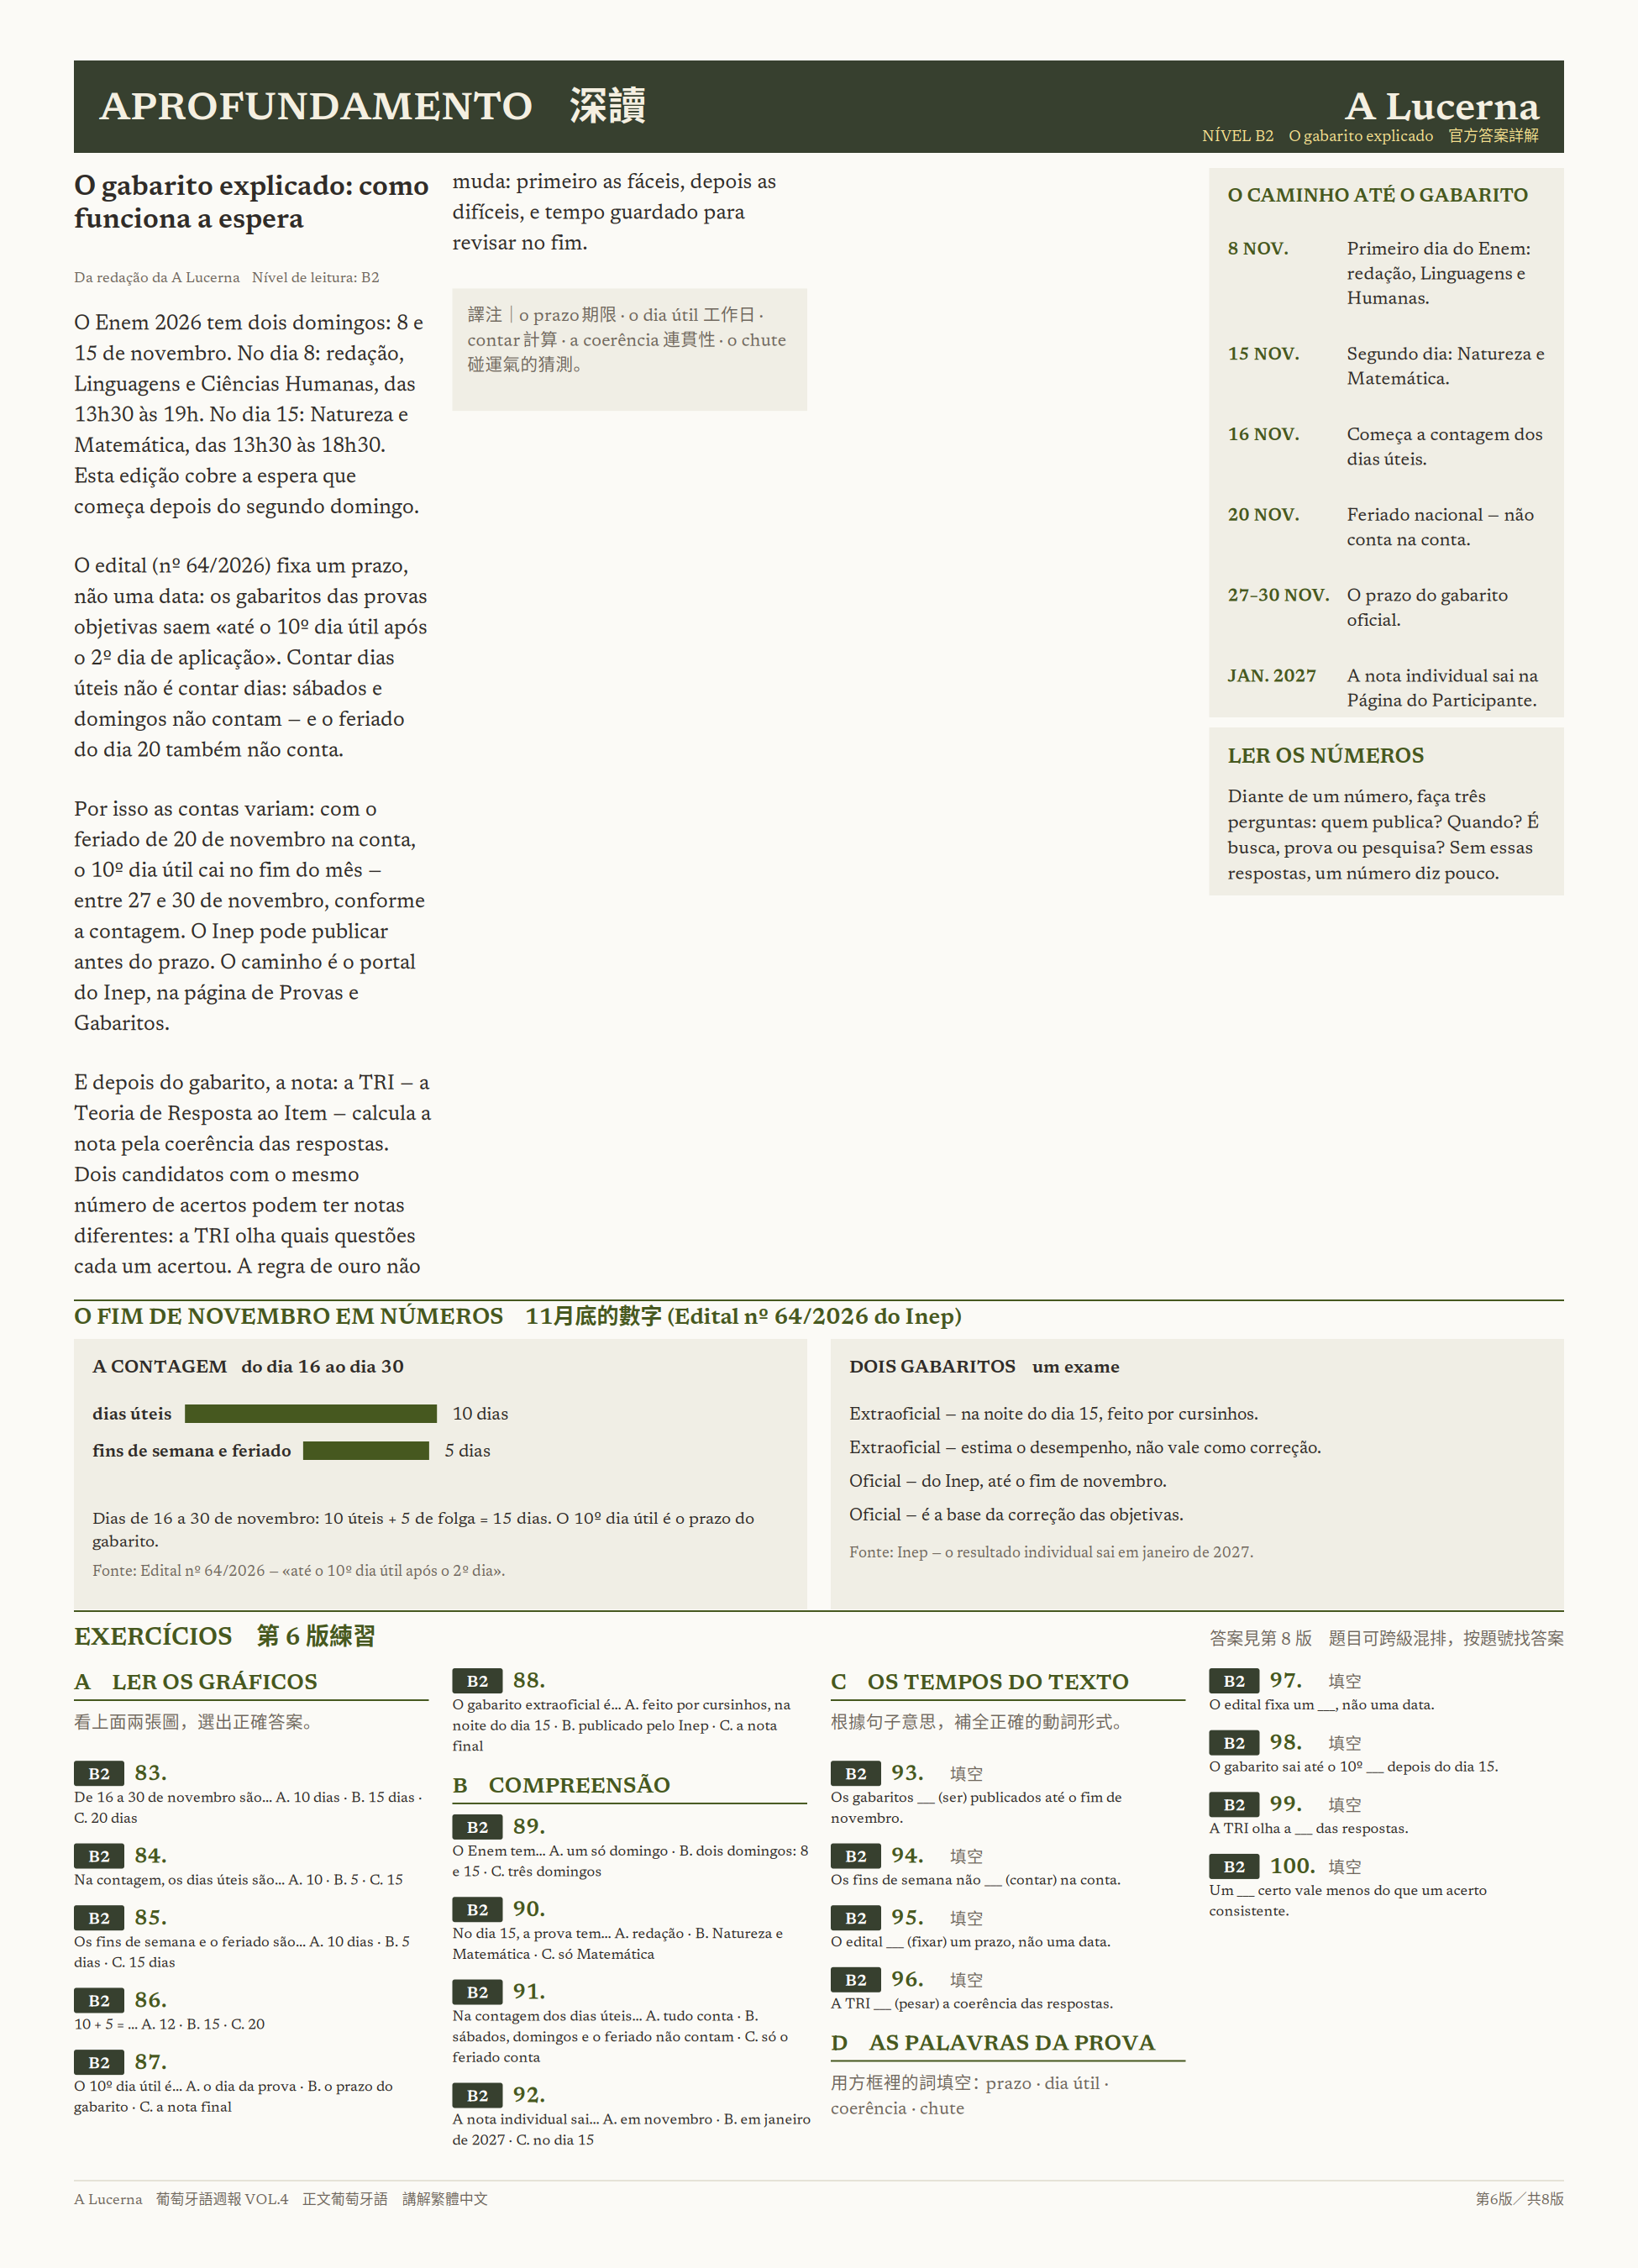 APROFUNDAMENTO 深讀
A Lucerna
NÍVEL B2 O gabarito explicado 官方答案詳解
O gabarito explicado: como
funciona a espera
Da redação da A Lucerna Nível de leitura: B2
O Enem 2026 tem dois domingos: 8 e
15 de novembro. No dia 8: redação,
Linguagens e Ciências Humanas, das
13h30 às 19h. No dia 15: Natureza e
Matemática, das 13h30 às 18h30.
Esta edição cobre a espera que
começa depois do segundo domingo.
O edital (nº 64/2026) fixa um prazo,
não uma data: os gabaritos das provas
objetivas saem «até o 10º dia útil após
o 2º dia de aplicação». Contar dias
úteis não é contar dias: sábados e
domingos não contam — e o feriado
do dia 20 também não conta.
Por isso as contas variam: com o
feriado de 20 de novembro na conta,
o 10º dia útil cai no fim do mês —
entre 27 e 30 de novembro, conforme
a contagem. O Inep pode publicar
antes do prazo. O caminho é o portal
do Inep, na página de Provas e
Gabaritos.
E depois do gabarito, a nota: a TRI — a
Teoria de Resposta ao Item — calcula a
nota pela coerência das respostas.
Dois candidatos com o mesmo
número de acertos podem ter notas
diferentes: a TRI olha quais questões
cada um acertou. A regra de ouro não
muda: primeiro as fáceis, depois as
difíceis, e tempo guardado para
revisar no fim.
譯注｜o prazo 期限 · o dia útil 工作日 ·
contar 計算 · a coerência 連貫性 · o chute
碰運氣的猜測。
O CAMINHO ATÉ O GABARITO
8 NOV. Primeiro dia do Enem:
redação, Linguagens e
Humanas.
15 NOV. Segundo dia: Natureza e
Matemática.
16 NOV. Começa a contagem dos
dias úteis.
20 NOV. Feriado nacional — não
conta na conta.
27–30 NOV. O prazo do gabarito
oficial.
JAN. 2027 A nota individual sai na
Página do Participante.
LER OS NÚMEROS
Diante de um número, faça três
perguntas: quem publica? Quando? É
busca, prova ou pesquisa? Sem essas
respostas, um número diz pouco.
O FIM DE NOVEMBRO EM NÚMEROS 11月底的數字 (Edital nº 64/2026 do Inep)
A CONTAGEM do dia 16 ao dia 30
dias úteis 10 dias
fins de semana e feriado 5 dias
Dias de 16 a 30 de novembro: 10 úteis + 5 de folga = 15 dias. O 10º dia útil é o prazo do
gabarito.
Fonte: Edital nº 64/2026 — «até o 10º dia útil após o 2º dia».
DOIS GABARITOS um exame
Extraoficial — na noite do dia 15, feito por cursinhos.
Extraoficial — estima o desempenho, não vale como correção.
Oficial — do Inep, até o fim de novembro.
Oficial — é a base da correção das objetivas.
Fonte: Inep — o resultado individual sai em janeiro de 2027.
EXERCÍCIOS 第 6 版練習
答案見第 8 版 題目可跨級混排，按題號找答案
A LER OS GRÁFICOS
看上面兩張圖，選出正確答案。
B2 83.
De 16 a 30 de novembro são… A. 10 dias · B. 15 dias ·
C. 20 dias
B2 84.
Na contagem, os dias úteis são… A. 10 · B. 5 · C. 15
B2 85.
Os fins de semana e o feriado são… A. 10 dias · B. 5
dias · C. 15 dias
B2 86.
10 + 5 = … A. 12 · B. 15 · C. 20
B2 87.
O 10º dia útil é… A. o dia da prova · B. o prazo do
gabarito · C. a nota final
B2 88.
O gabarito extraoficial é… A. feito por cursinhos, na
noite do dia 15 · B. publicado pelo Inep · C. a nota
final
B COMPREENSÃO
B2 89.
O Enem tem… A. um só domingo · B. dois domingos: 8
e 15 · C. três domingos
B2 90.
No dia 15, a prova tem… A. redação · B. Natureza e
Matemática · C. só Matemática
B2 91.
Na contagem dos dias úteis… A. tudo conta · B.
sábados, domingos e o feriado não contam · C. só o
feriado conta
B2 92.
A nota individual sai… A. em novembro · B. em janeiro
de 2027 · C. no dia 15
C OS TEMPOS DO TEXTO
根據句子意思，補全正確的動詞形式。
B2 93. 填空
Os gabaritos ___ (ser) publicados até o fim de
novembro.
B2 94. 填空
Os fins de semana não ___ (contar) na conta.
B2 95. 填空
O edital ___ (fixar) um prazo, não uma data.
B2 96. 填空
A TRI ___ (pesar) a coerência das respostas.
D AS PALAVRAS DA PROVA
用方框裡的詞填空：prazo · dia útil ·
coerência · chute
B2 97. 填空
O edital fixa um ___, não uma data.
B2 98. 填空
O gabarito sai até o 10º ___ depois do dia 15.
B2 99. 填空
A TRI olha a ___ das respostas.
B2 100. 填空
Um ___ certo vale menos do que um acerto
consistente.
A Lucerna 葡萄牙語週報 VOL.4 正文葡萄牙語 講解繁體中文
第6版／共8版